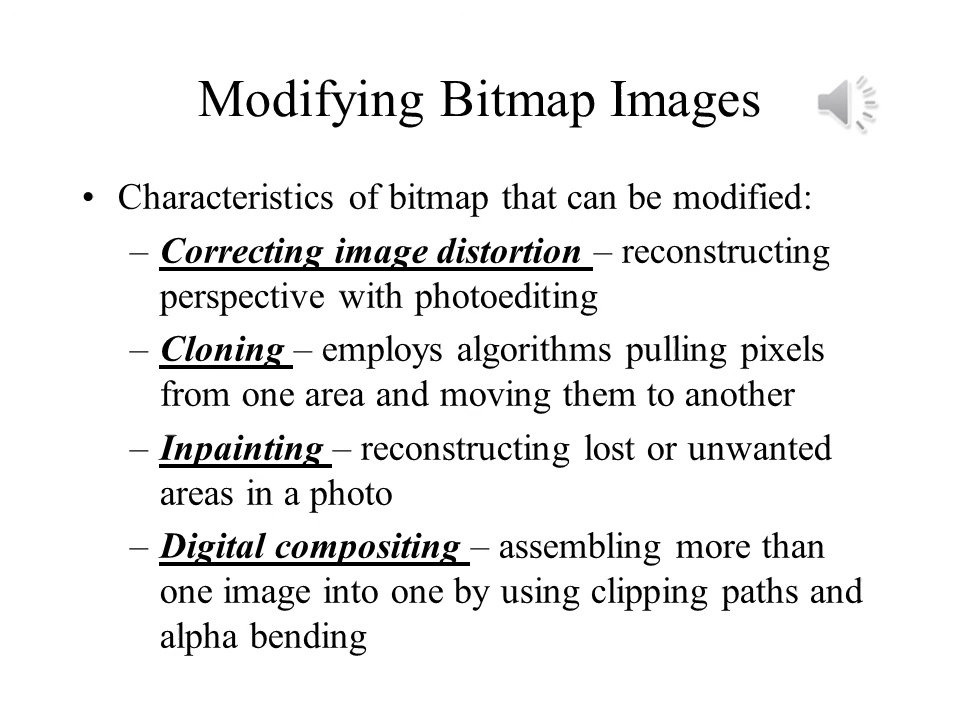 Modifying Bitmap Images
• Characteristics of bitmap that can be modified:
–Correcting image distortion – reconstructing
perspective with photoediting
–Cloning – employs algorithms pulling pixels
from one area and moving them to another
–Inpainting – reconstructing lost or unwanted
areas in a photo
–Digital compositing – assembling more than
one image into one by using clipping paths and
alpha bending